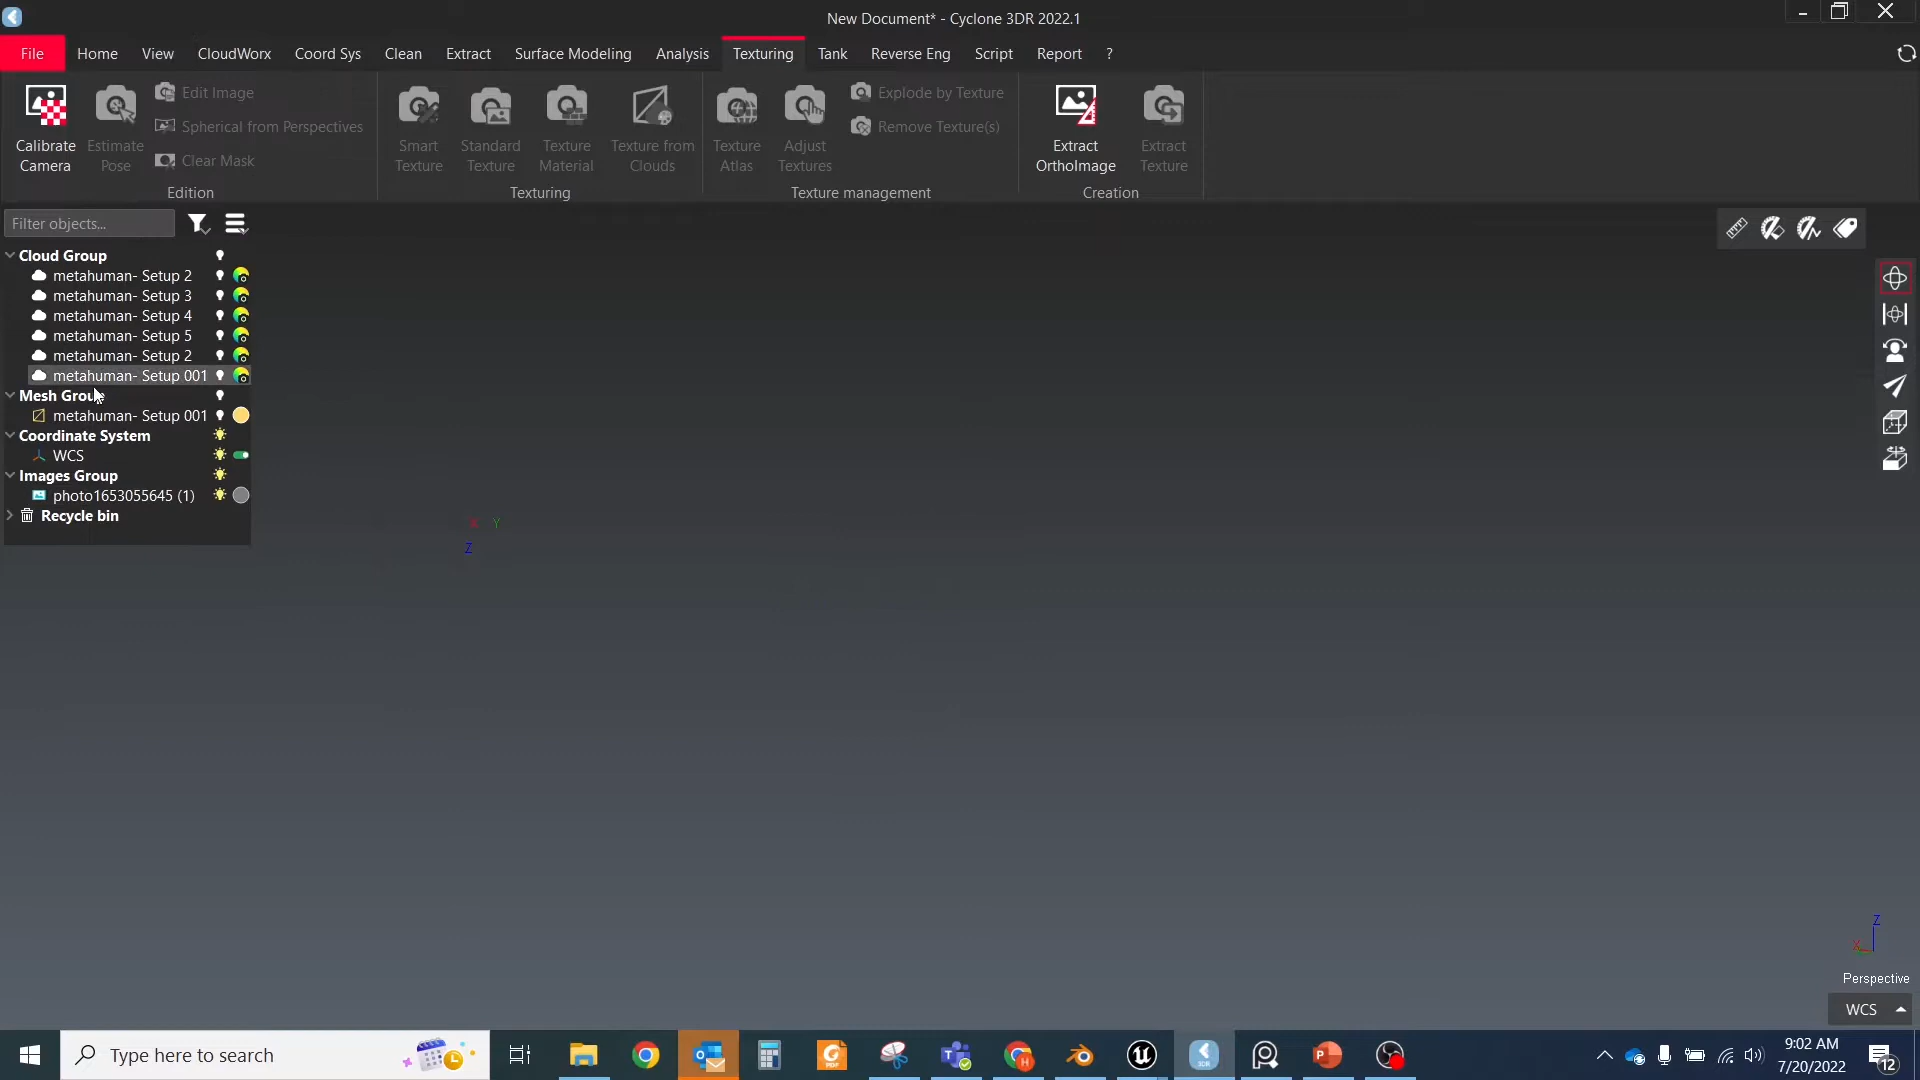 New Document* - Cyclone 3DR 2022.1
File Home View CloudWorx Coord Sys Clean Extract Surface Modeling Analysis Texturing Tank Reverse Eng Script Report ?
Calibrate Camera
Estimate Pose
Edit Image
Spherical from Perspectives
Clear Mask
Edition
Smart Texture
Standard Texture
Texture Material
Texture from Clouds
Texturing
Texture Atlas
Adjust Textures
Explode by Texture
Remove Texture(s)
Texture management
Extract OrthoImage
Extract Texture
Creation
Filter objects...
Cloud Group
metahuman- Setup 2
metahuman- Setup 3
metahuman- Setup 4
metahuman- Setup 5
metahuman- Setup 2
metahuman- Setup 001
Mesh Group
metahuman- Setup 001
Coordinate System
WCS
Images Group
photo1653055645 (1)
Recycle bin
X Y
Z
Z
X
Perspective
WCS
Type here to search
9:02 AM
7/20/2022
12